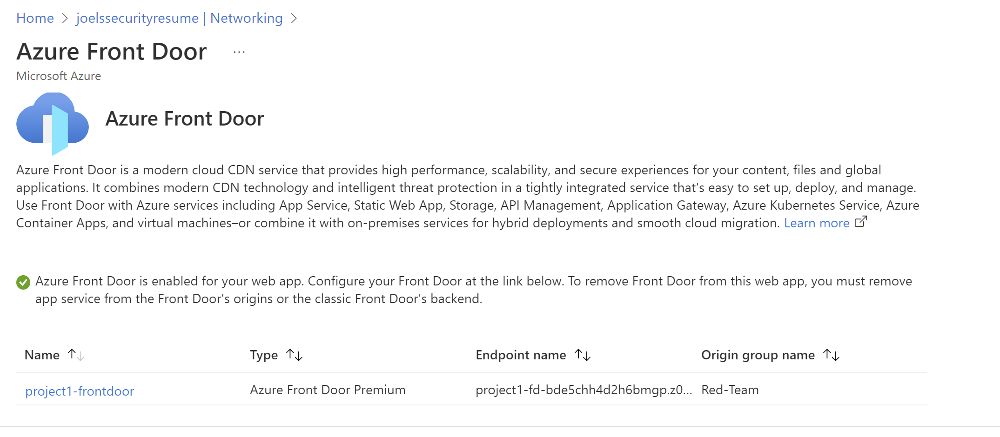 Home > joelssecurityresume | Networking >
Azure Front Door ...
Microsoft Azure
Azure Front Door
Azure Front Door is a modern cloud CDN service that provides high performance, scalability, and secure experiences for your content, files and global
applications. It combines modern CDN technology and intelligent threat protection in a tightly integrated service that's easy to set up, deploy, and manage.
Use Front Door with Azure services including App Service, Static Web App, Storage, API Management, Application Gateway, Azure Kubernetes Service, Azure
Container Apps, and virtual machines–or combine it with on-premises services for hybrid deployments and smooth cloud migration. Learn more
Azure Front Door is enabled for your web app. Configure your Front Door at the link below. To remove Front Door from this web app, you must remove
app service from the Front Door's origins or the classic Front Door's backend.
Name ↑↓ Type ↑↓ Endpoint name ↑↓ Origin group name ↑↓
project1-frontdoor Azure Front Door Premium project1-fd-bde5chh4d2h6bmgp.z0... Red-Team